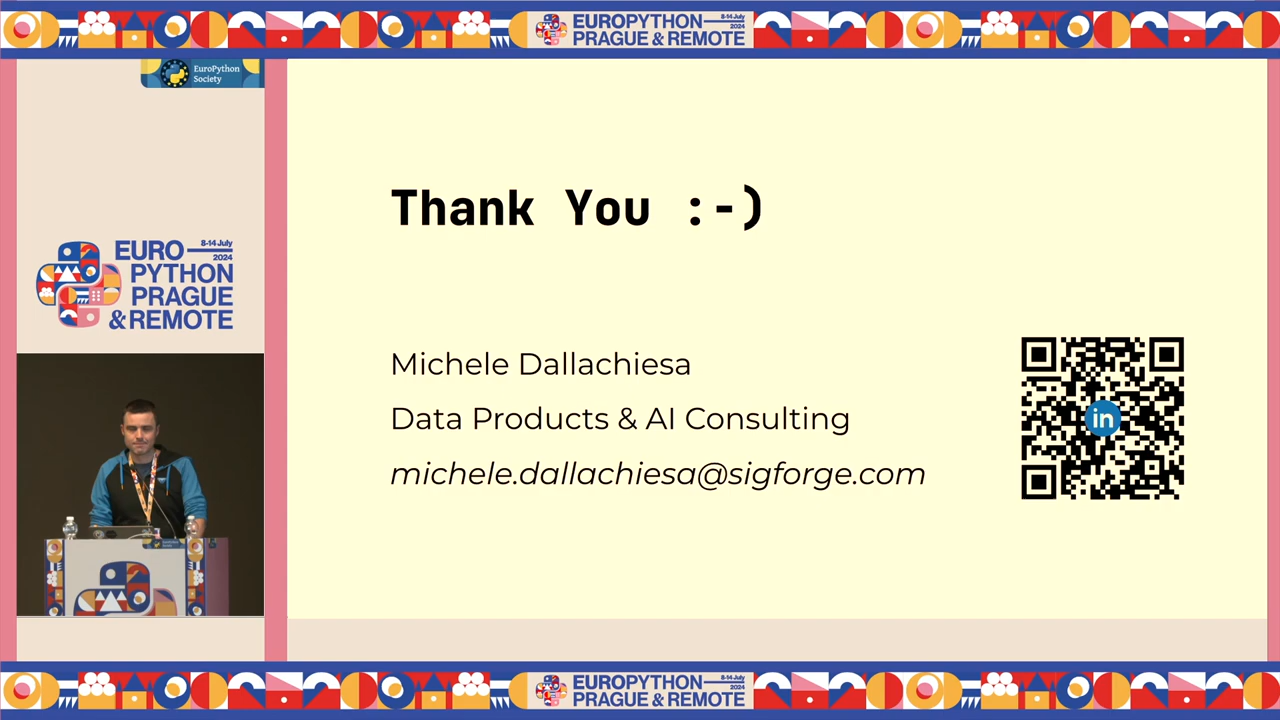 EUROPYTHON
8-14 July
2024
PRAGUE & REMOTE
EuroPython
Society
EURO
8-14 July
2024
PYTHON
PRAGUE
& REMOTE
Thank You :-)
Michele Dallachiesa
Data Products & AI Consulting
michele.dallachiesa@sigforge.com
in
EUROPYTHON
8-14 July
2024
PRAGUE & REMOTE